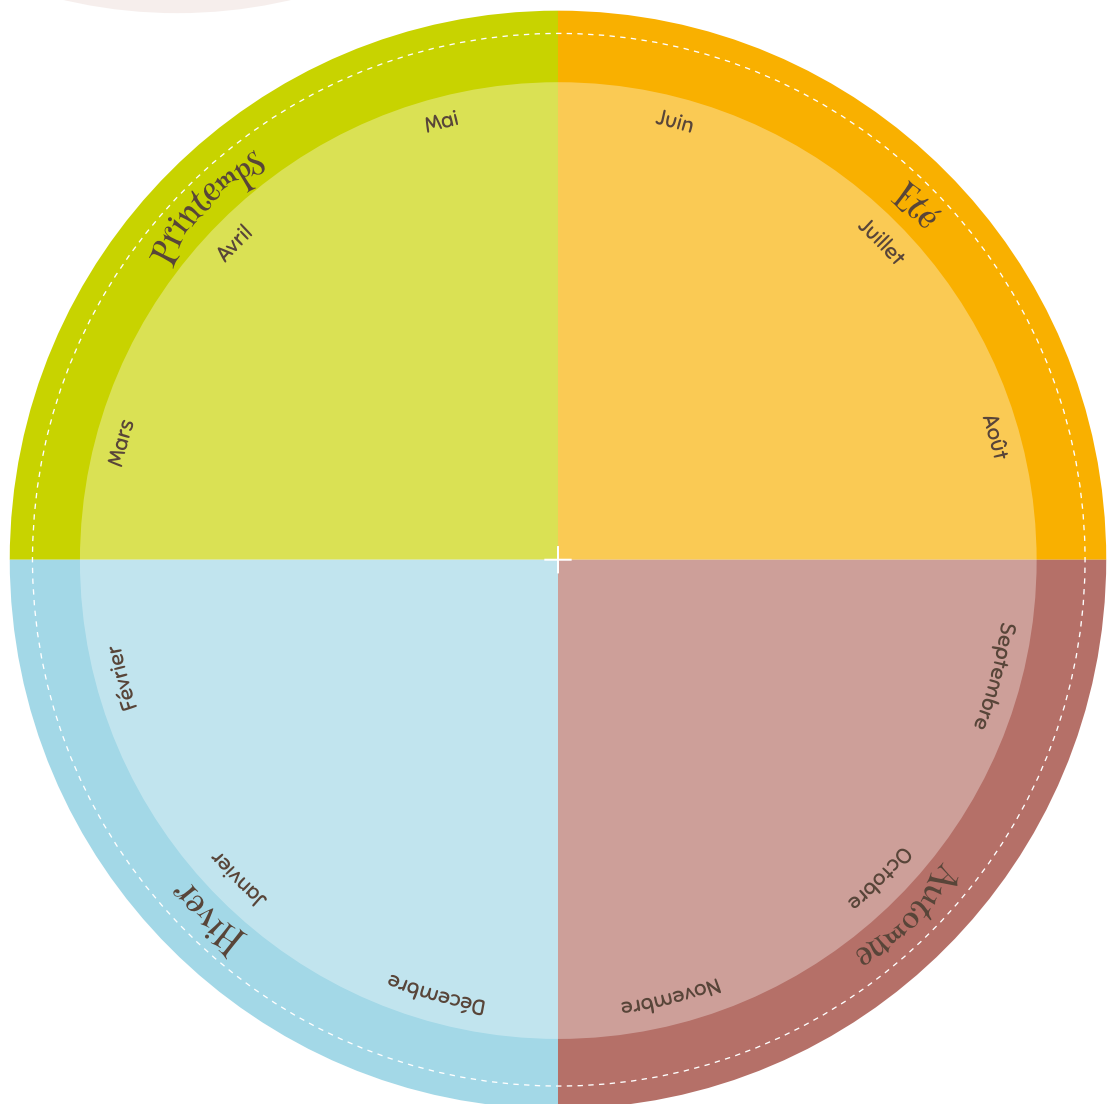 Printemps
Mars
Avril
Mai
Eté
Juin
Juillet
Août
Automne
Septembre
Octobre
Novembre
Hiver
Décembre
Janvier
Février